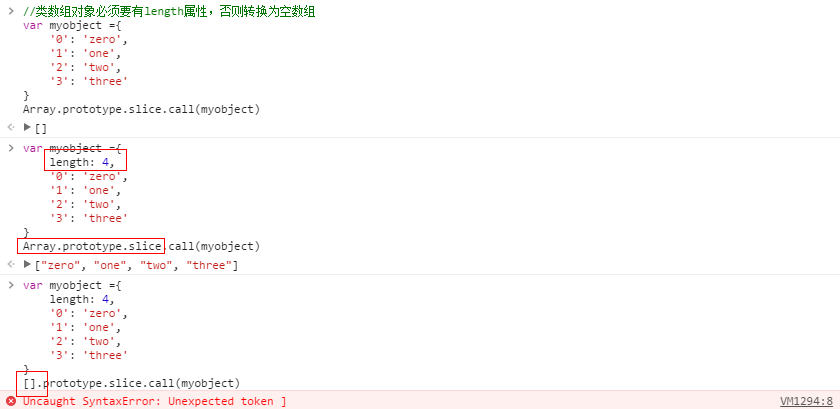 //类数组对象必须要有length属性，否则转换为空数组
var myobject ={
'0': 'zero',
'1': 'one',
'2': 'two',
'3': 'three'
}
Array.prototype.slice.call(myobject)
[]
var myobject ={
length: 4,
'0': 'zero',
'1': 'one',
'2': 'two',
'3': 'three'
}
Array.prototype.slice.call(myobject)
["zero", "one", "two", "three"]
var myobject ={
length: 4,
'0': 'zero',
'1': 'one',
'2': 'two',
'3': 'three'
}
[].prototype.slice.call(myobject)
Uncaught SyntaxError: Unexpected token ] VM1294:8